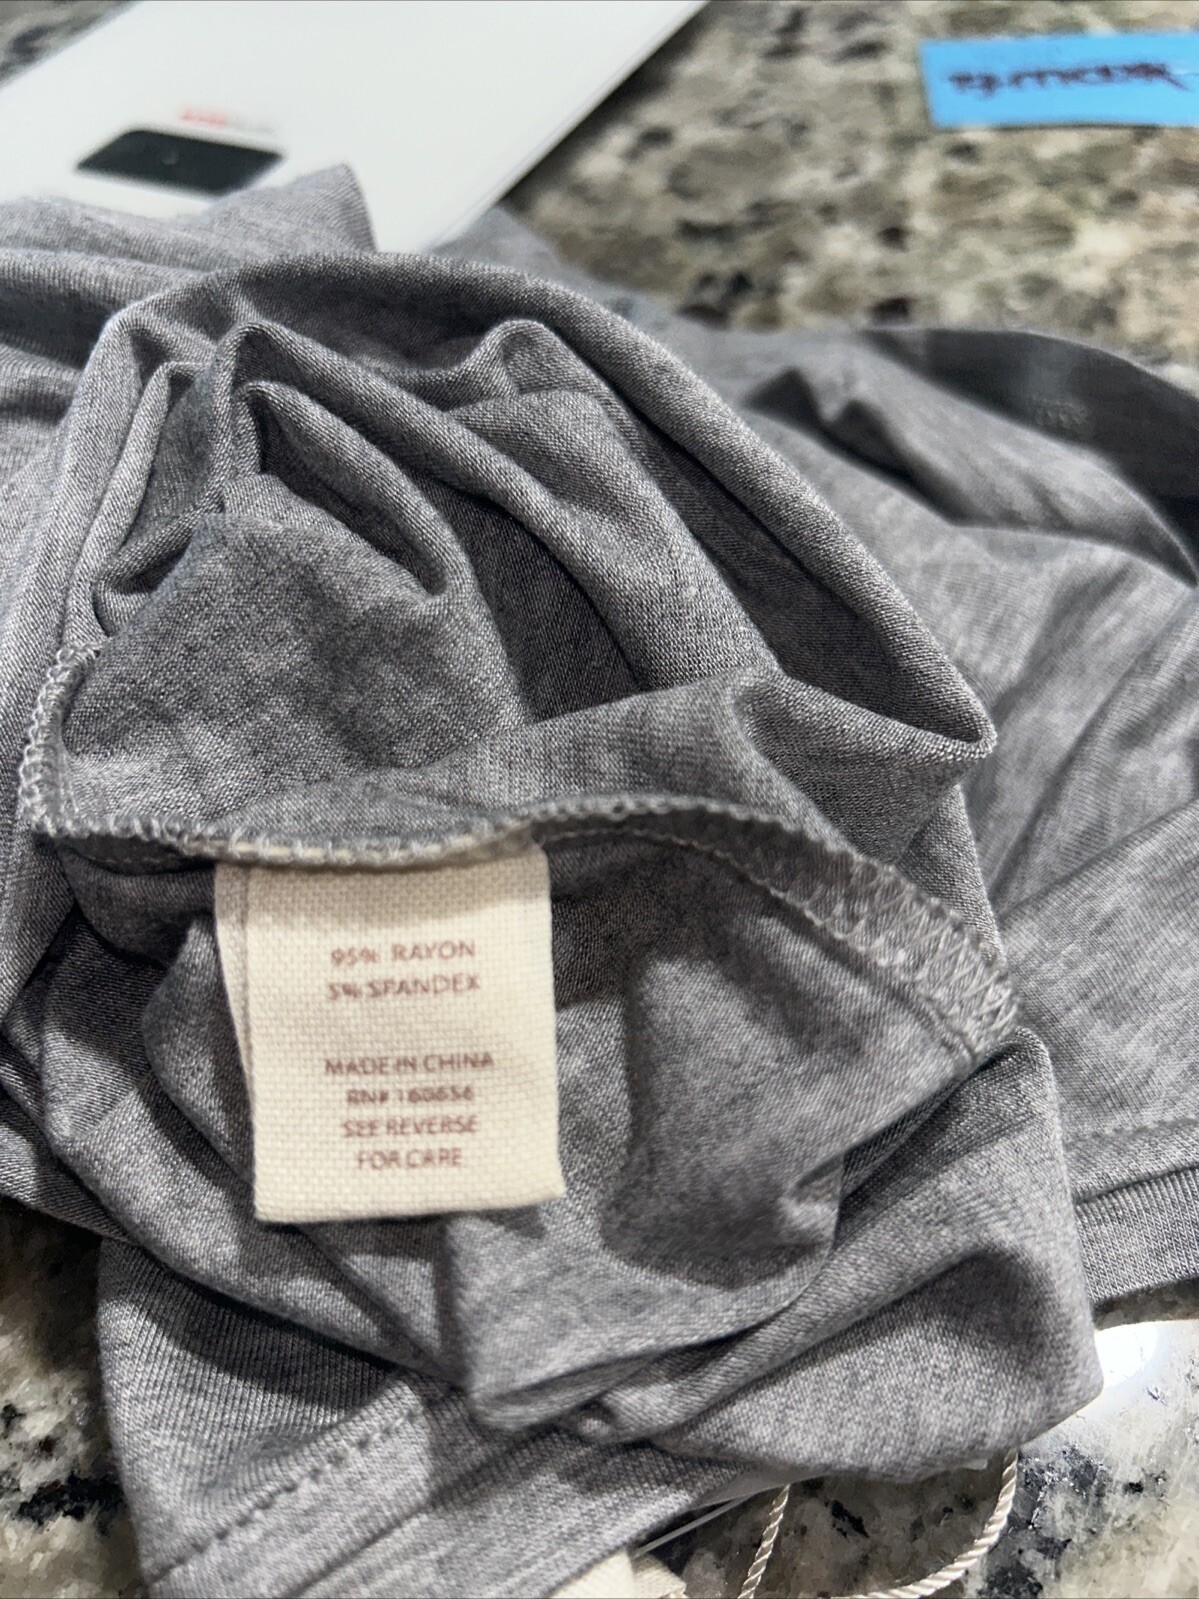 95% RAYON
5% SPANDEX
MADE IN CHINA
RN# 160656
SEE REVERSE
FOR CARE